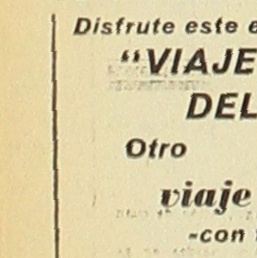 Disfrute este e
"VIAJE
DEL
Otro
viaje
-con